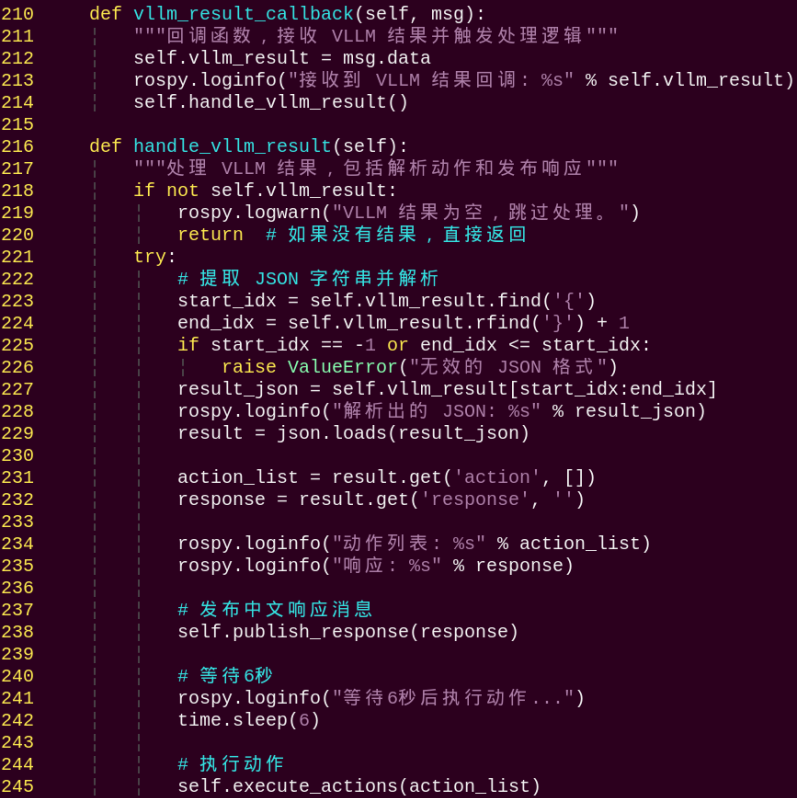 210     def vllm_result_callback(self, msg):
211         """回调函数，接收 VLLM 结果并触发处理逻辑"""
212         self.vllm_result = msg.data
213         rospy.loginfo("接收到 VLLM 结果回调: %s" % self.vllm_result)
214         self.handle_vllm_result()
215
216     def handle_vllm_result(self):
217         """处理 VLLM 结果，包括解析动作和发布响应"""
218         if not self.vllm_result:
219             rospy.logwarn("VLLM 结果为空，跳过处理。")
220             return  # 如果没有结果，直接返回
221         try:
222             # 提取 JSON 字符串并解析
223             start_idx = self.vllm_result.find('{')
224             end_idx = self.vllm_result.rfind('}') + 1
225             if start_idx == -1 or end_idx <= start_idx:
226                 raise ValueError("无效的 JSON 格式")
227             result_json = self.vllm_result[start_idx:end_idx]
228             rospy.loginfo("解析出的 JSON: %s" % result_json)
229             result = json.loads(result_json)
230
231             action_list = result.get('action', [])
232             response = result.get('response', '')
233
234             rospy.loginfo("动作列表: %s" % action_list)
235             rospy.loginfo("响应: %s" % response)
236
237             # 发布中文响应消息
238             self.publish_response(response)
239
240             # 等待6秒
241             rospy.loginfo("等待6秒后执行动作...")
242             time.sleep(6)
243
244             # 执行动作
245             self.execute_actions(action_list)